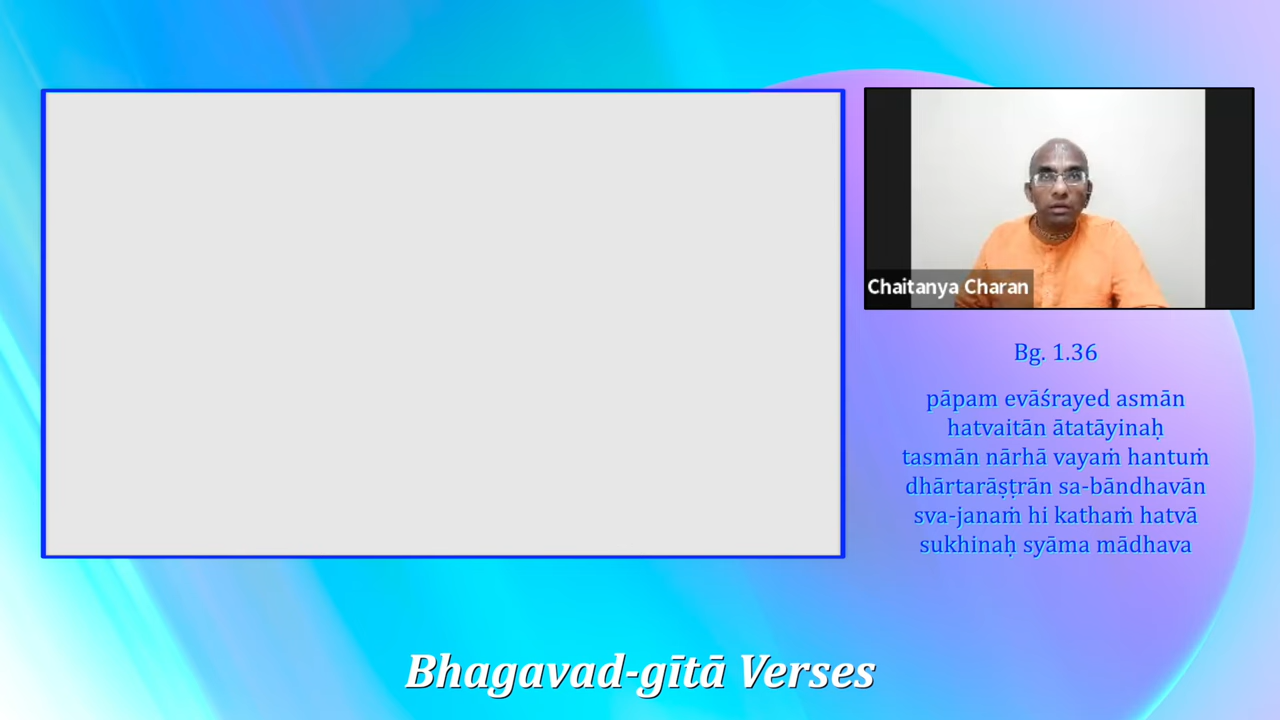 Chaitanya Charan
Bg. 1.36
pāpam evāśrayed asmān
hatvaitān ātatāyinaḥ
tasmān nārhā vayaṁ hantuṁ
dhārtarāṣṭrān sa-bāndhavān
sva-janaṁ hi kathaṁ hatvā
sukhinaḥ syāma mādhava
Bhagavad-gītā Verses